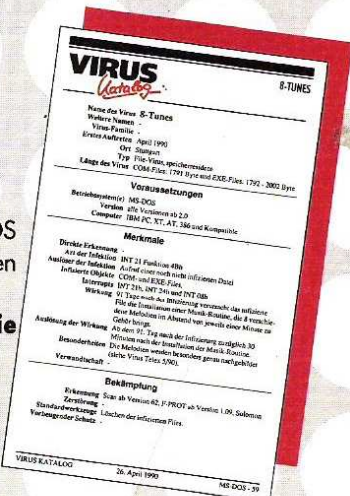 OS
en
ie
VIRUS
Katalog
8-TUNES
Name des Virus 8-Tunes
Weitere Namen -
Virus-Familie -
Erstes Auftreten April 1990
Ort Stuttgart
Typ File-Virus, speicherresident
Länge des Virus COM-Files: 1791 Byte und EXE-Files: 1792 - 2002 Byte
Voraussetzungen
Betriebssystem(e) MS-DOS
Version alle Versionen ab 2.0
Computer IBM PC, XT, AT, 386 und Kompatible
Merkmale
Direkte Erkennung -
Art der Infektion INT 21 Funktion 4Bh
Auslöser der Infektion Aufruf einer noch nicht infizierten Datei
Infizierte Objekte COM- und EXE-Files,
Interrupts INT 21h, INT 24h und INT 08h
Wirkung 91 Tage nach der Infizierung verursacht das infizierte
File die Installation einer Musik-Routine, die 8 verschie-
dene Melodien im Abstand von jeweils einer Minute zu
Gehör bringt.
Auslösung der Wirkung Ab dem 91. Tag nach der Infizierung zuzüglich 30
Minuten nach der Installation der Musik-Routine.
Besonderheiten Die Melodien werden besonders genau nachgebildet
(siehe Virus Telex 5/90).
Verwandtschaft -
Bekämpfung
Erkennung Scan ab Version 62, F-PROT ab Version 1.09, Solomon
Zerstörung -
Standardwerkzeuge Löschen der infizierten Files.
Vorbeugender Schutz -
VIRUS KATALOG
26. April 1990
MS-DOS - 59